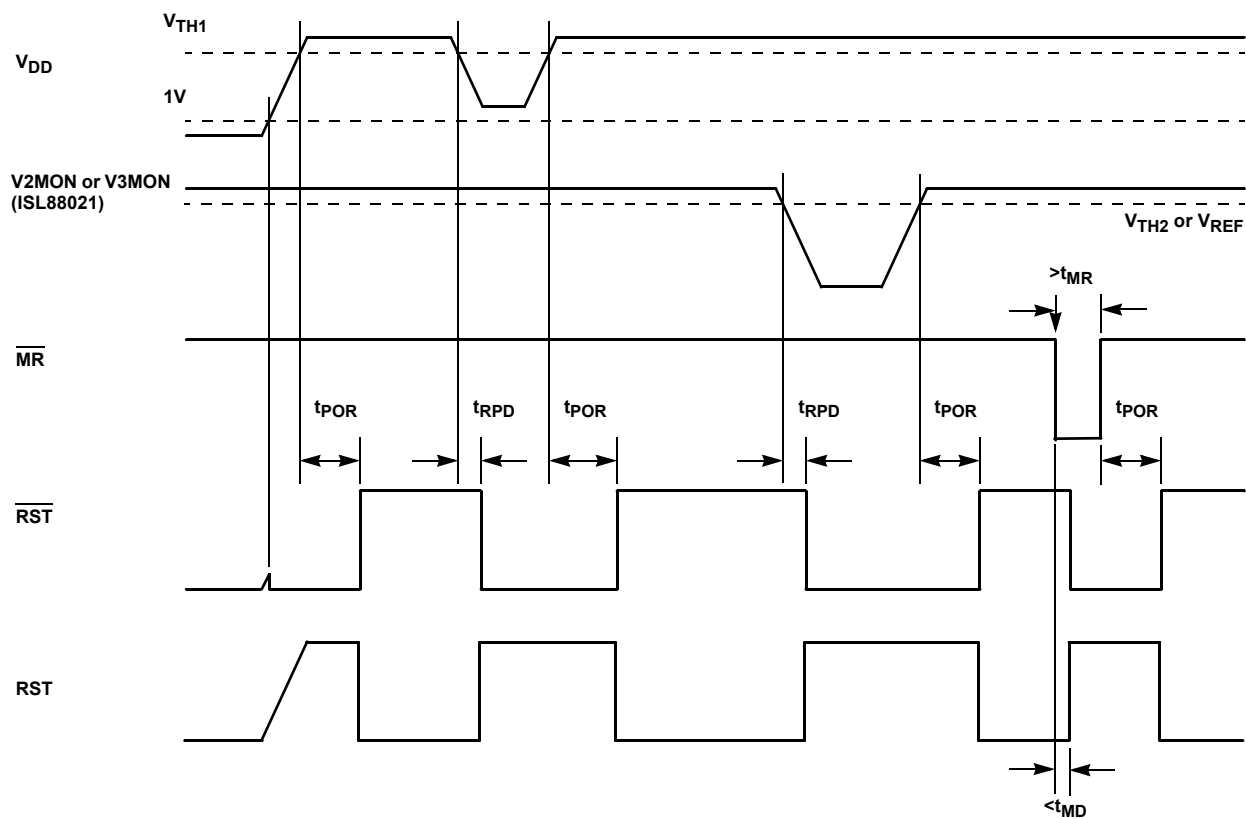 VTH1
VDD
1V
V2MON or V3MON
(ISL88021)
VTH2 or VREF
>tMR
MR
tPOR tRPD tPOR tRPD tPOR tPOR
RST
RST
<tMD